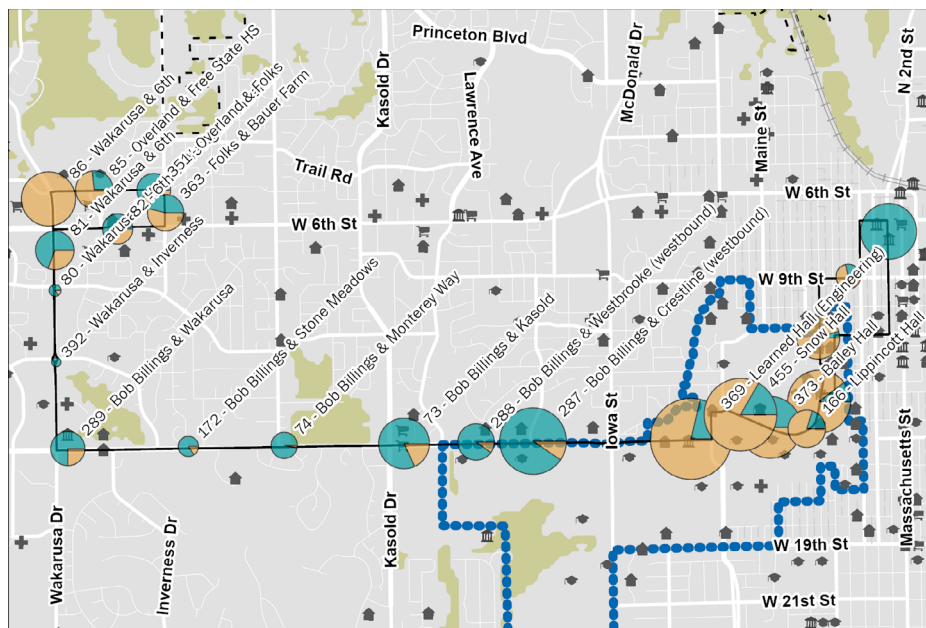 Princeton Blvd
Kasold Dr
Lawrence Ave
McDonald Dr
Maine St
N 2nd St
Trail Rd
W 6th St
W 6th St
86 - Wakarusa & 6th
85 - Overland & Free State HS
81 - Wakarusa & 6th
363 - Folks & Bauer Farm
392 - Wakarusa & Inverness
289 - Bob Billings & Wakarusa
172 - Bob Billings & Stone Meadows
74 - Bob Billings & Monterey Way
73 - Bob Billings & Kasold
288 - Bob Billings & Westbrooke (westbound)
287 - Bob Billings & Crestline (westbound)
W 9th St
369 - Learned Hall (Engineering)
455 - Snow Hall
373 - Bailey Hall
166 - Lippincott Hall
Iowa St
Wakarusa Dr
Inverness Dr
Kasold Dr
Massachusetts St
W 19th St
W 21st St